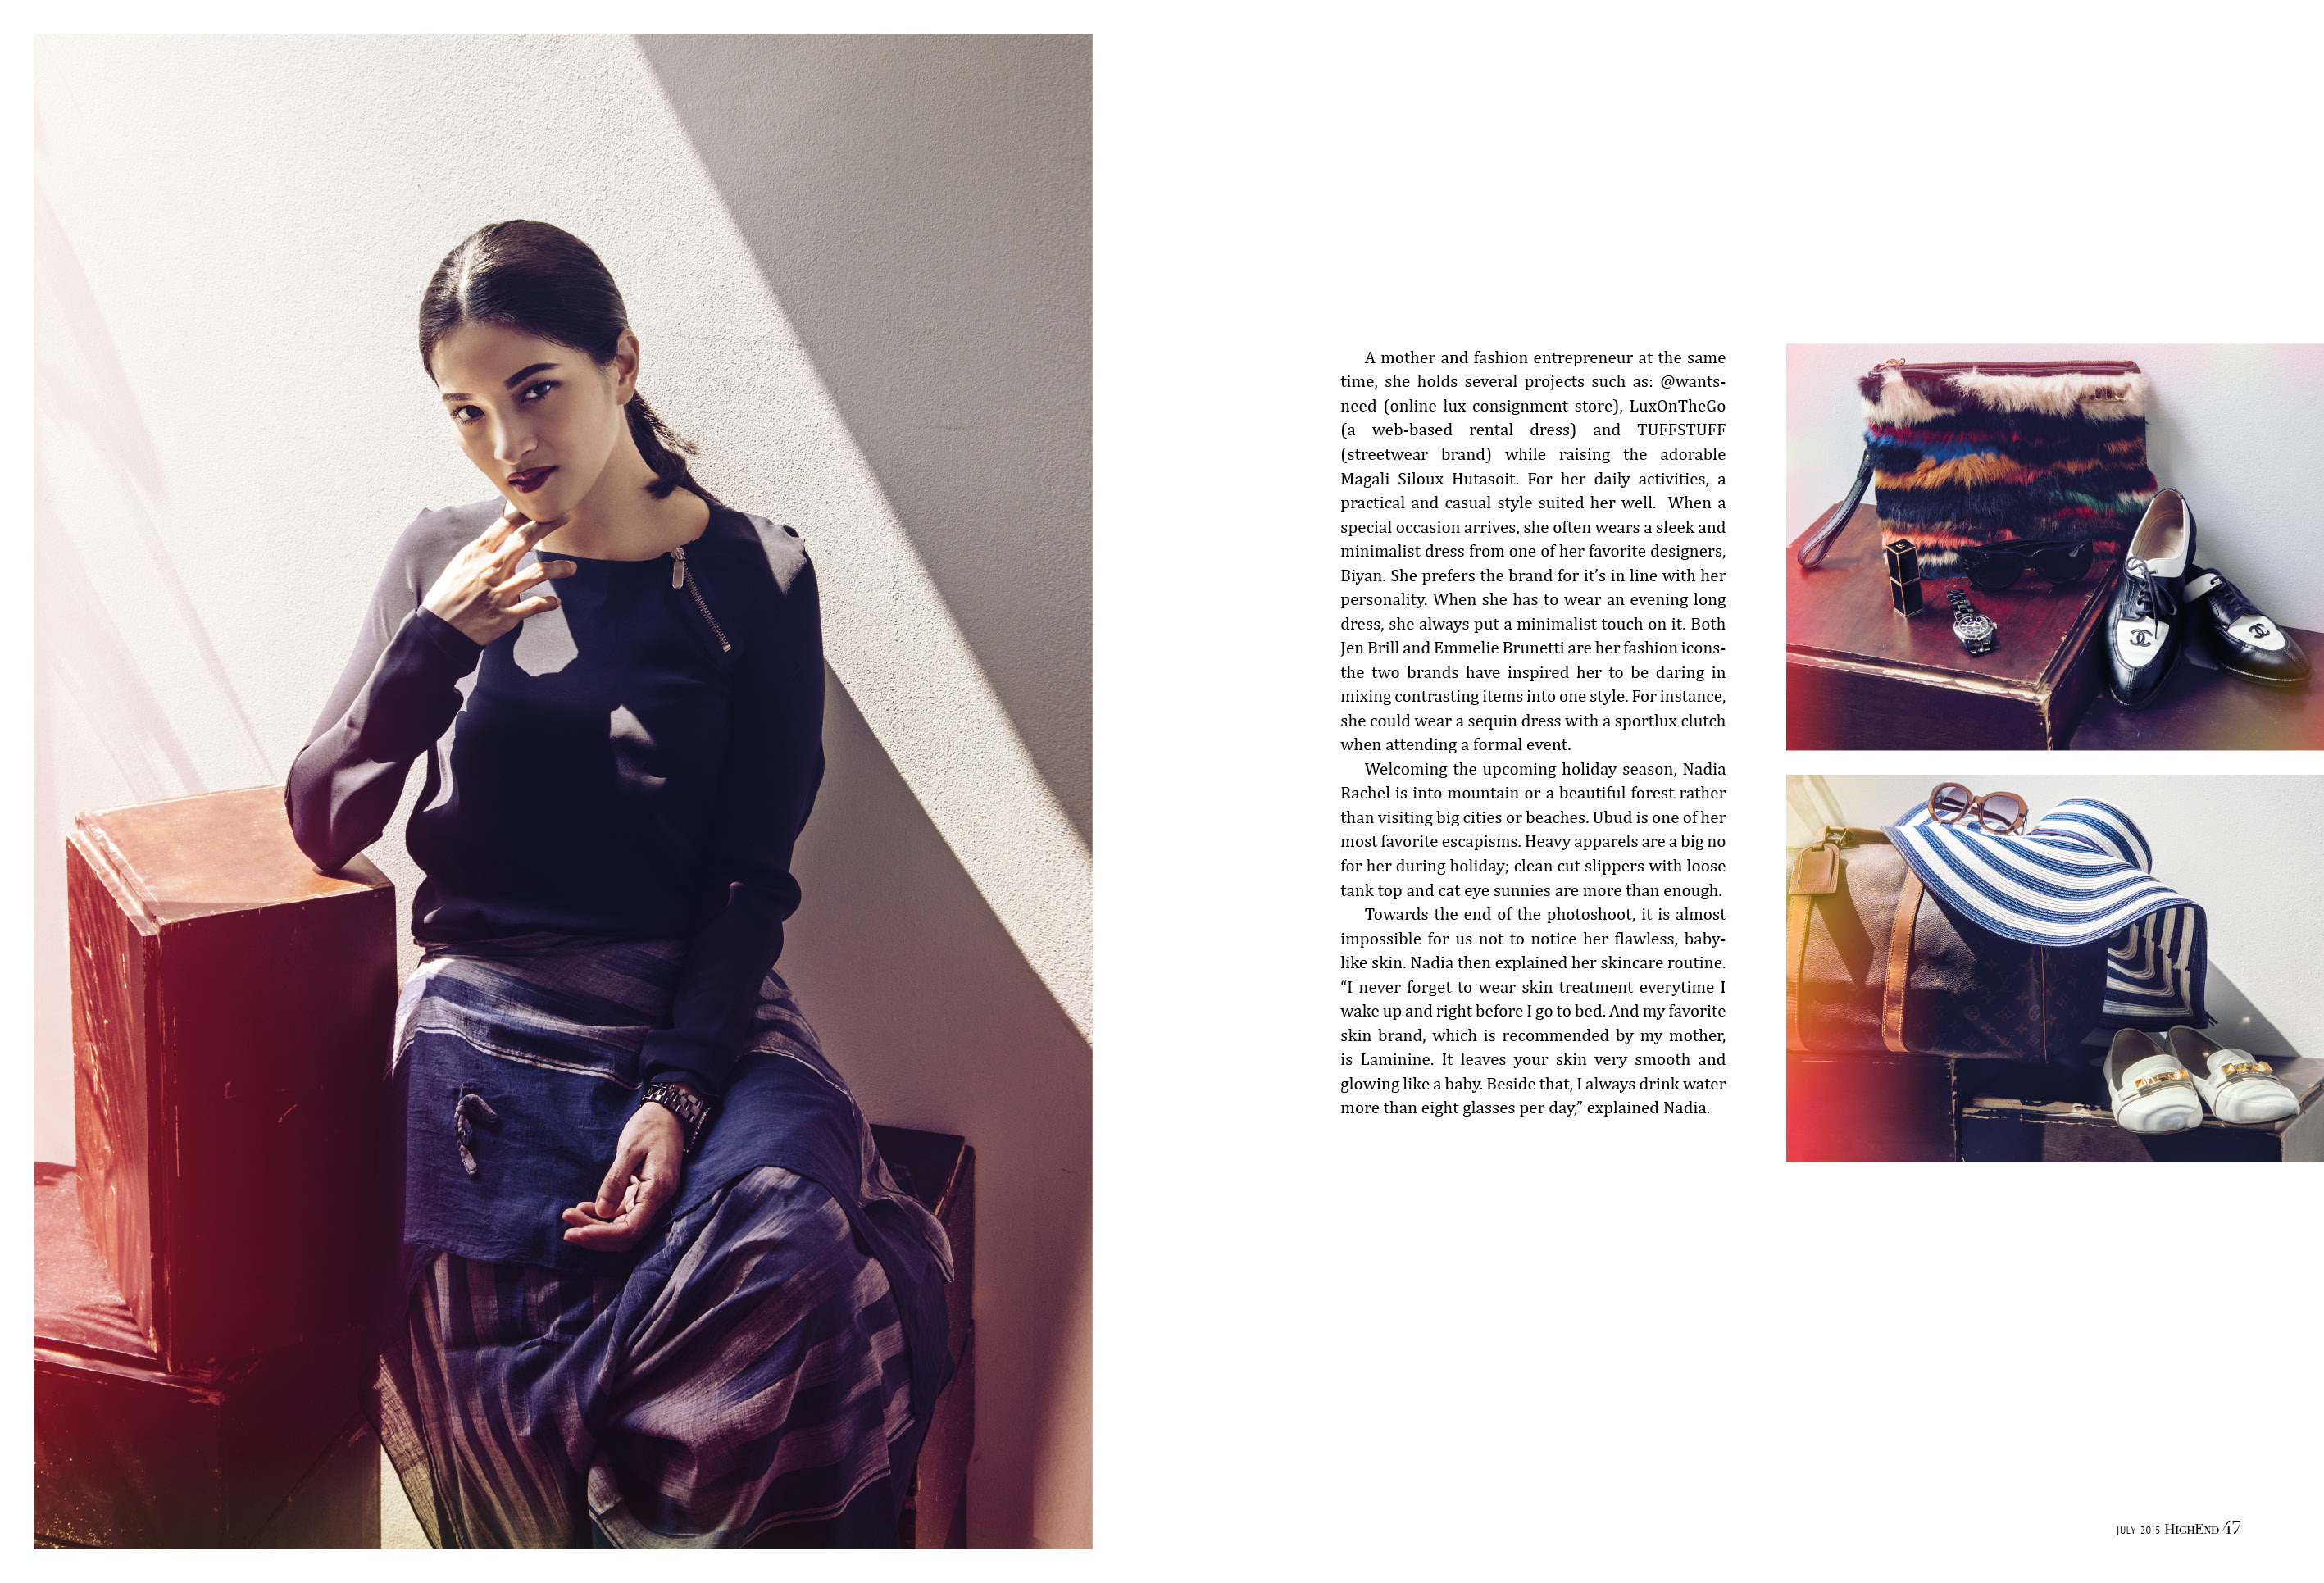 A mother and fashion entrepreneur at the same
time, she holds several projects such as: @wants-
need (online lux consignment store), LuxOnTheGo
(a web-based rental dress) and TUFFSTUFF
(streetwear brand) while raising the adorable
Magali Siloux Hutasoit. For her daily activities, a
practical and casual style suited her well. When a
special occasion arrives, she often wears a sleek and
minimalist dress from one of her favorite designers,
Biyan. She prefers the brand for it’s in line with her
personality. When she has to wear an evening long
dress, she always put a minimalist touch on it. Both
Jen Brill and Emmelie Brunetti are her fashion icons-
the two brands have inspired her to be daring in
mixing contrasting items into one style. For instance,
she could wear a sequin dress with a sportlux clutch
when attending a formal event.
Welcoming the upcoming holiday season, Nadia
Rachel is into mountain or a beautiful forest rather
than visiting big cities or beaches. Ubud is one of her
most favorite escapisms. Heavy apparels are a big no
for her during holiday; clean cut slippers with loose
tank top and cat eye sunnies are more than enough.
Towards the end of the photoshoot, it is almost
impossible for us not to notice her flawless, baby-
like skin. Nadia then explained her skincare routine.
“I never forget to wear skin treatment everytime I
wake up and right before I go to bed. And my favorite
skin brand, which is recommended by my mother,
is Laminine. It leaves your skin very smooth and
glowing like a baby. Beside that, I always drink water
more than eight glasses per day,” explained Nadia.
JULY 2015 HIGHEND 47